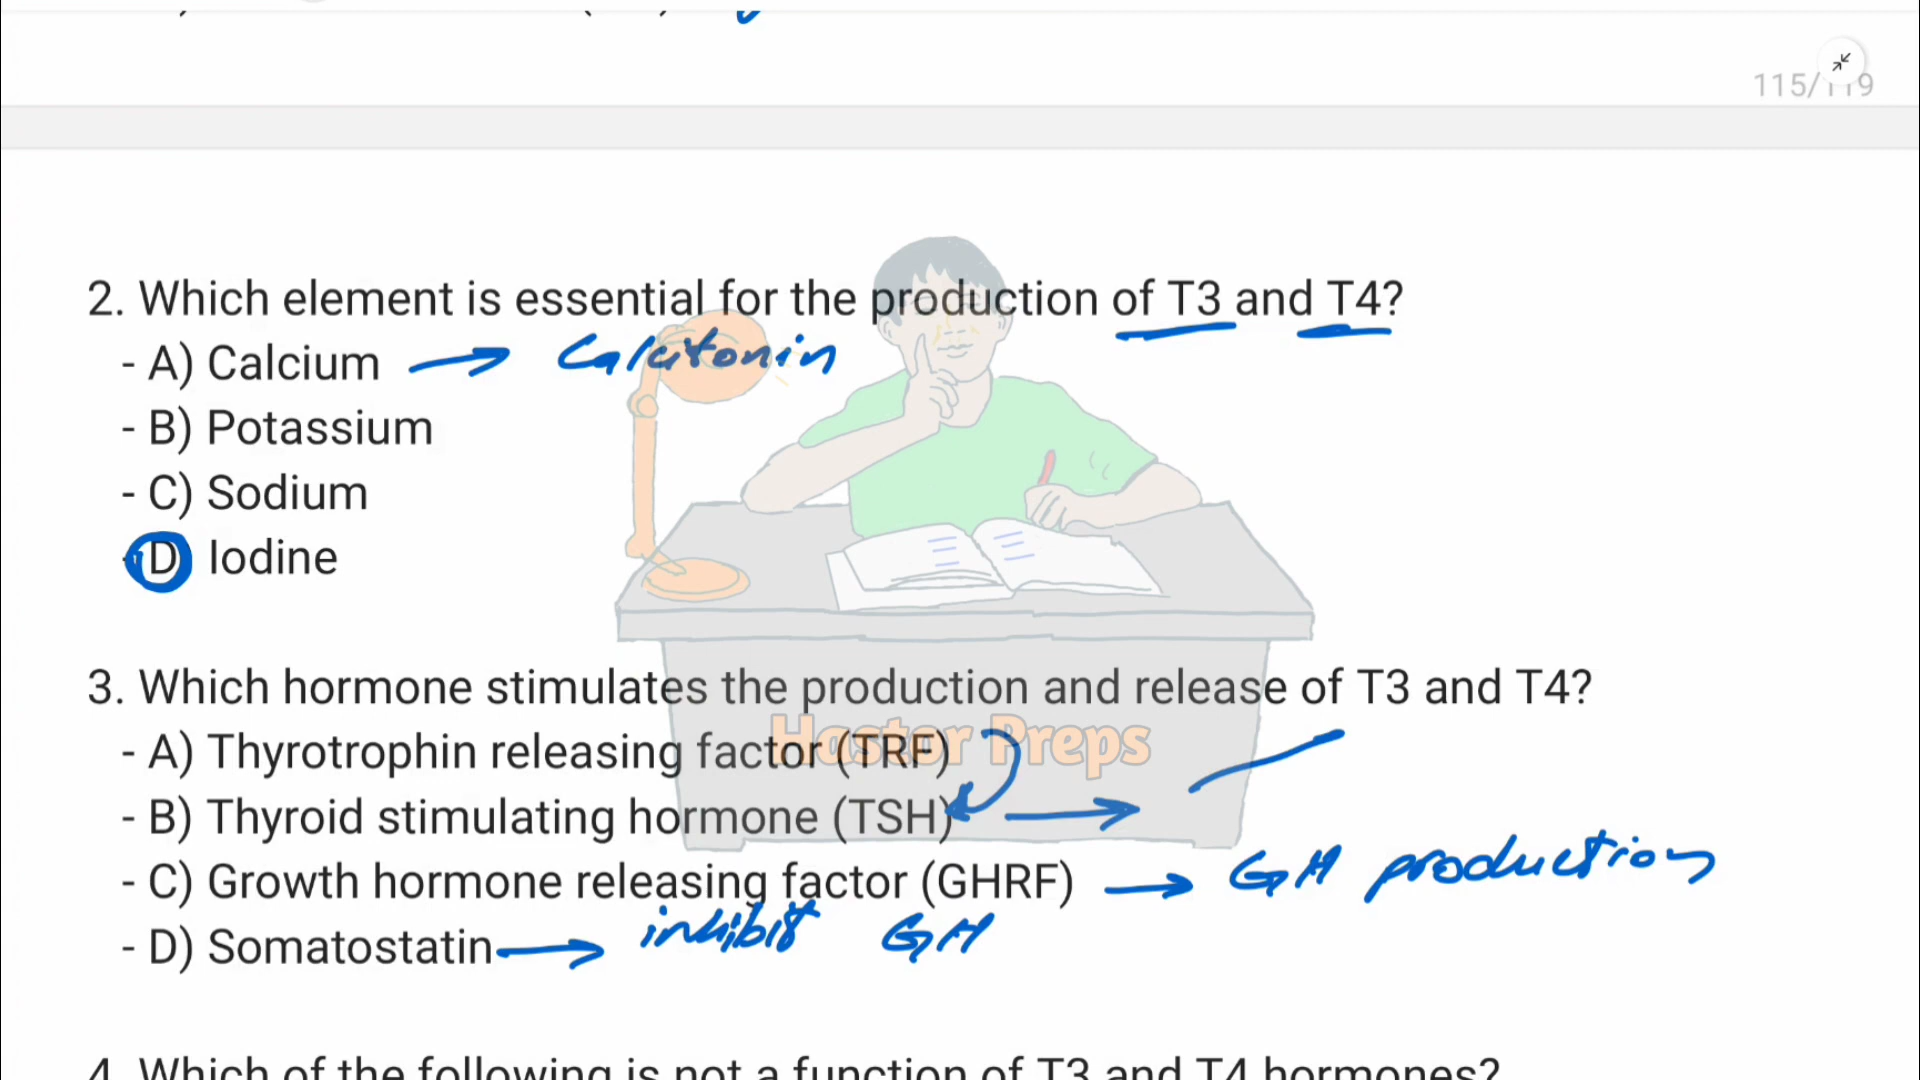 115/119
2. Which element is essential for the production of T3 and T4?
- A) Calcium → Calcitonin
- B) Potassium
- C) Sodium
- D) Iodine
3. Which hormone stimulates the production and release of T3 and T4?
Hastor Preps
- A) Thyrotrophin releasing factor (TRF)
- B) Thyroid stimulating hormone (TSH) →
- C) Growth hormone releasing factor (GHRF) → GH production
- D) Somatostatin → inhibit GH
4. Which of the following is not a function of T3 and T4 hormones?